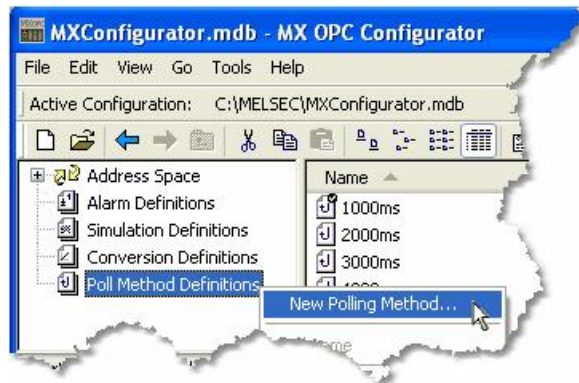 MXConfigurator.mdb - MX OPC Configurator
File Edit View Go Tools Help
Active Configuration: C:\MELSEC\MXConfigurator.mdb
Address Space
Alarm Definitions
Simulation Definitions
Conversion Definitions
Poll Method Definitions
Name
1000ms
2000ms
3000ms
New Polling Method...